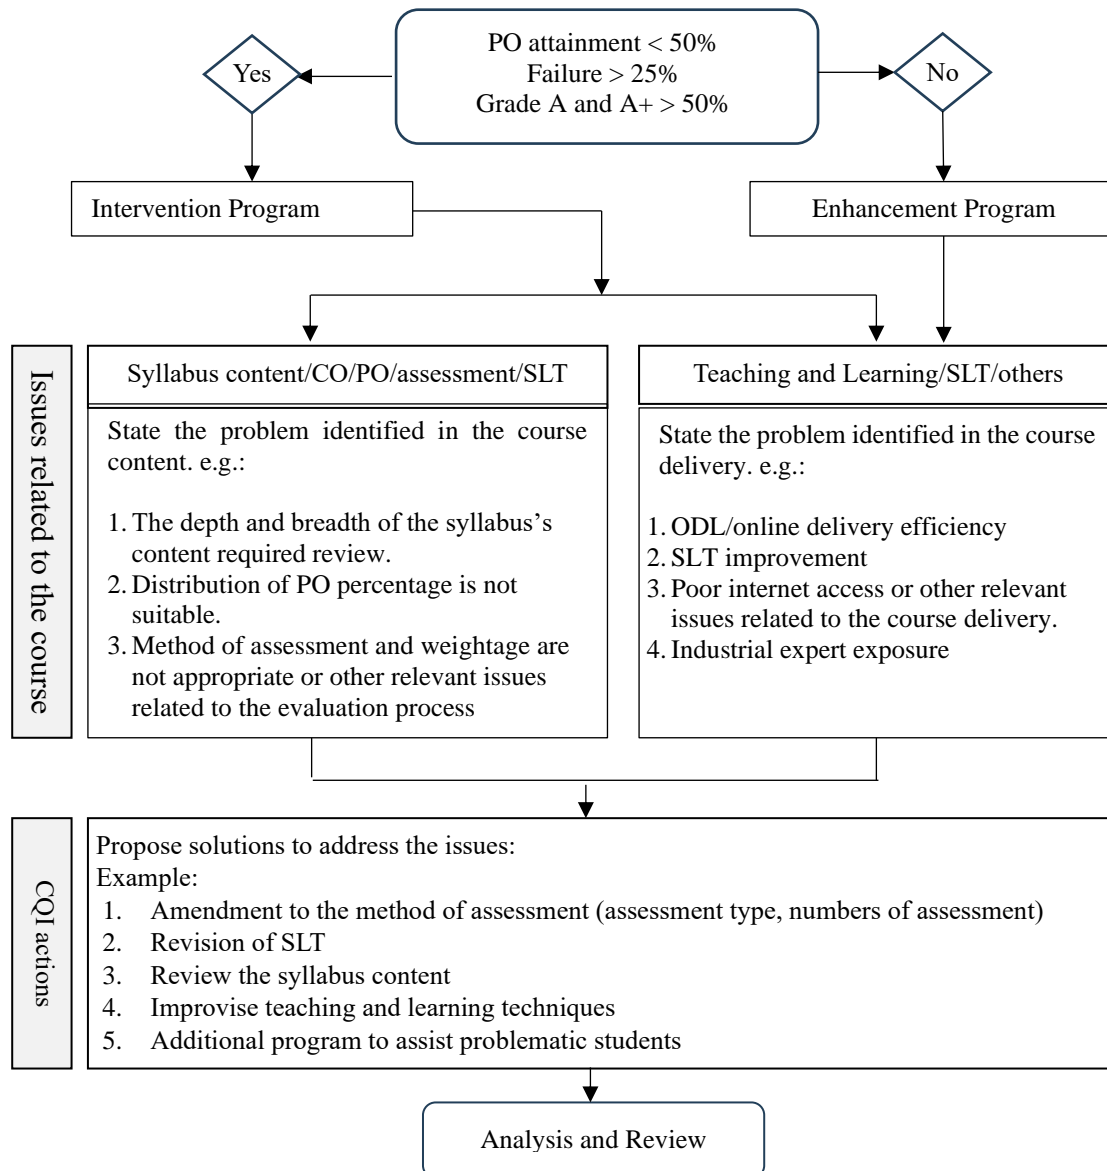 PO attainment < 50%
Failure > 25%
Grade A and A+ > 50%
Yes
No
Intervention Program
Enhancement Program
Issues related to the course
Syllabus content/CO/PO/assessment/SLT
State the problem identified in the course
content. e.g.:
1. The depth and breadth of the syllabus’s
content required review.
2. Distribution of PO percentage is not
suitable.
3. Method of assessment and weightage are
not appropriate or other relevant issues
related to the evaluation process
Teaching and Learning/SLT/others
State the problem identified in the course
delivery. e.g.:
1. ODL/online delivery efficiency
2. SLT improvement
3. Poor internet access or other relevant
issues related to the course delivery.
4. Industrial expert exposure
CQI actions
Propose solutions to address the issues:
Example:
1. Amendment to the method of assessment (assessment type, numbers of assessment)
2. Revision of SLT
3. Review the syllabus content
4. Improvise teaching and learning techniques
5. Additional program to assist problematic students
Analysis and Review